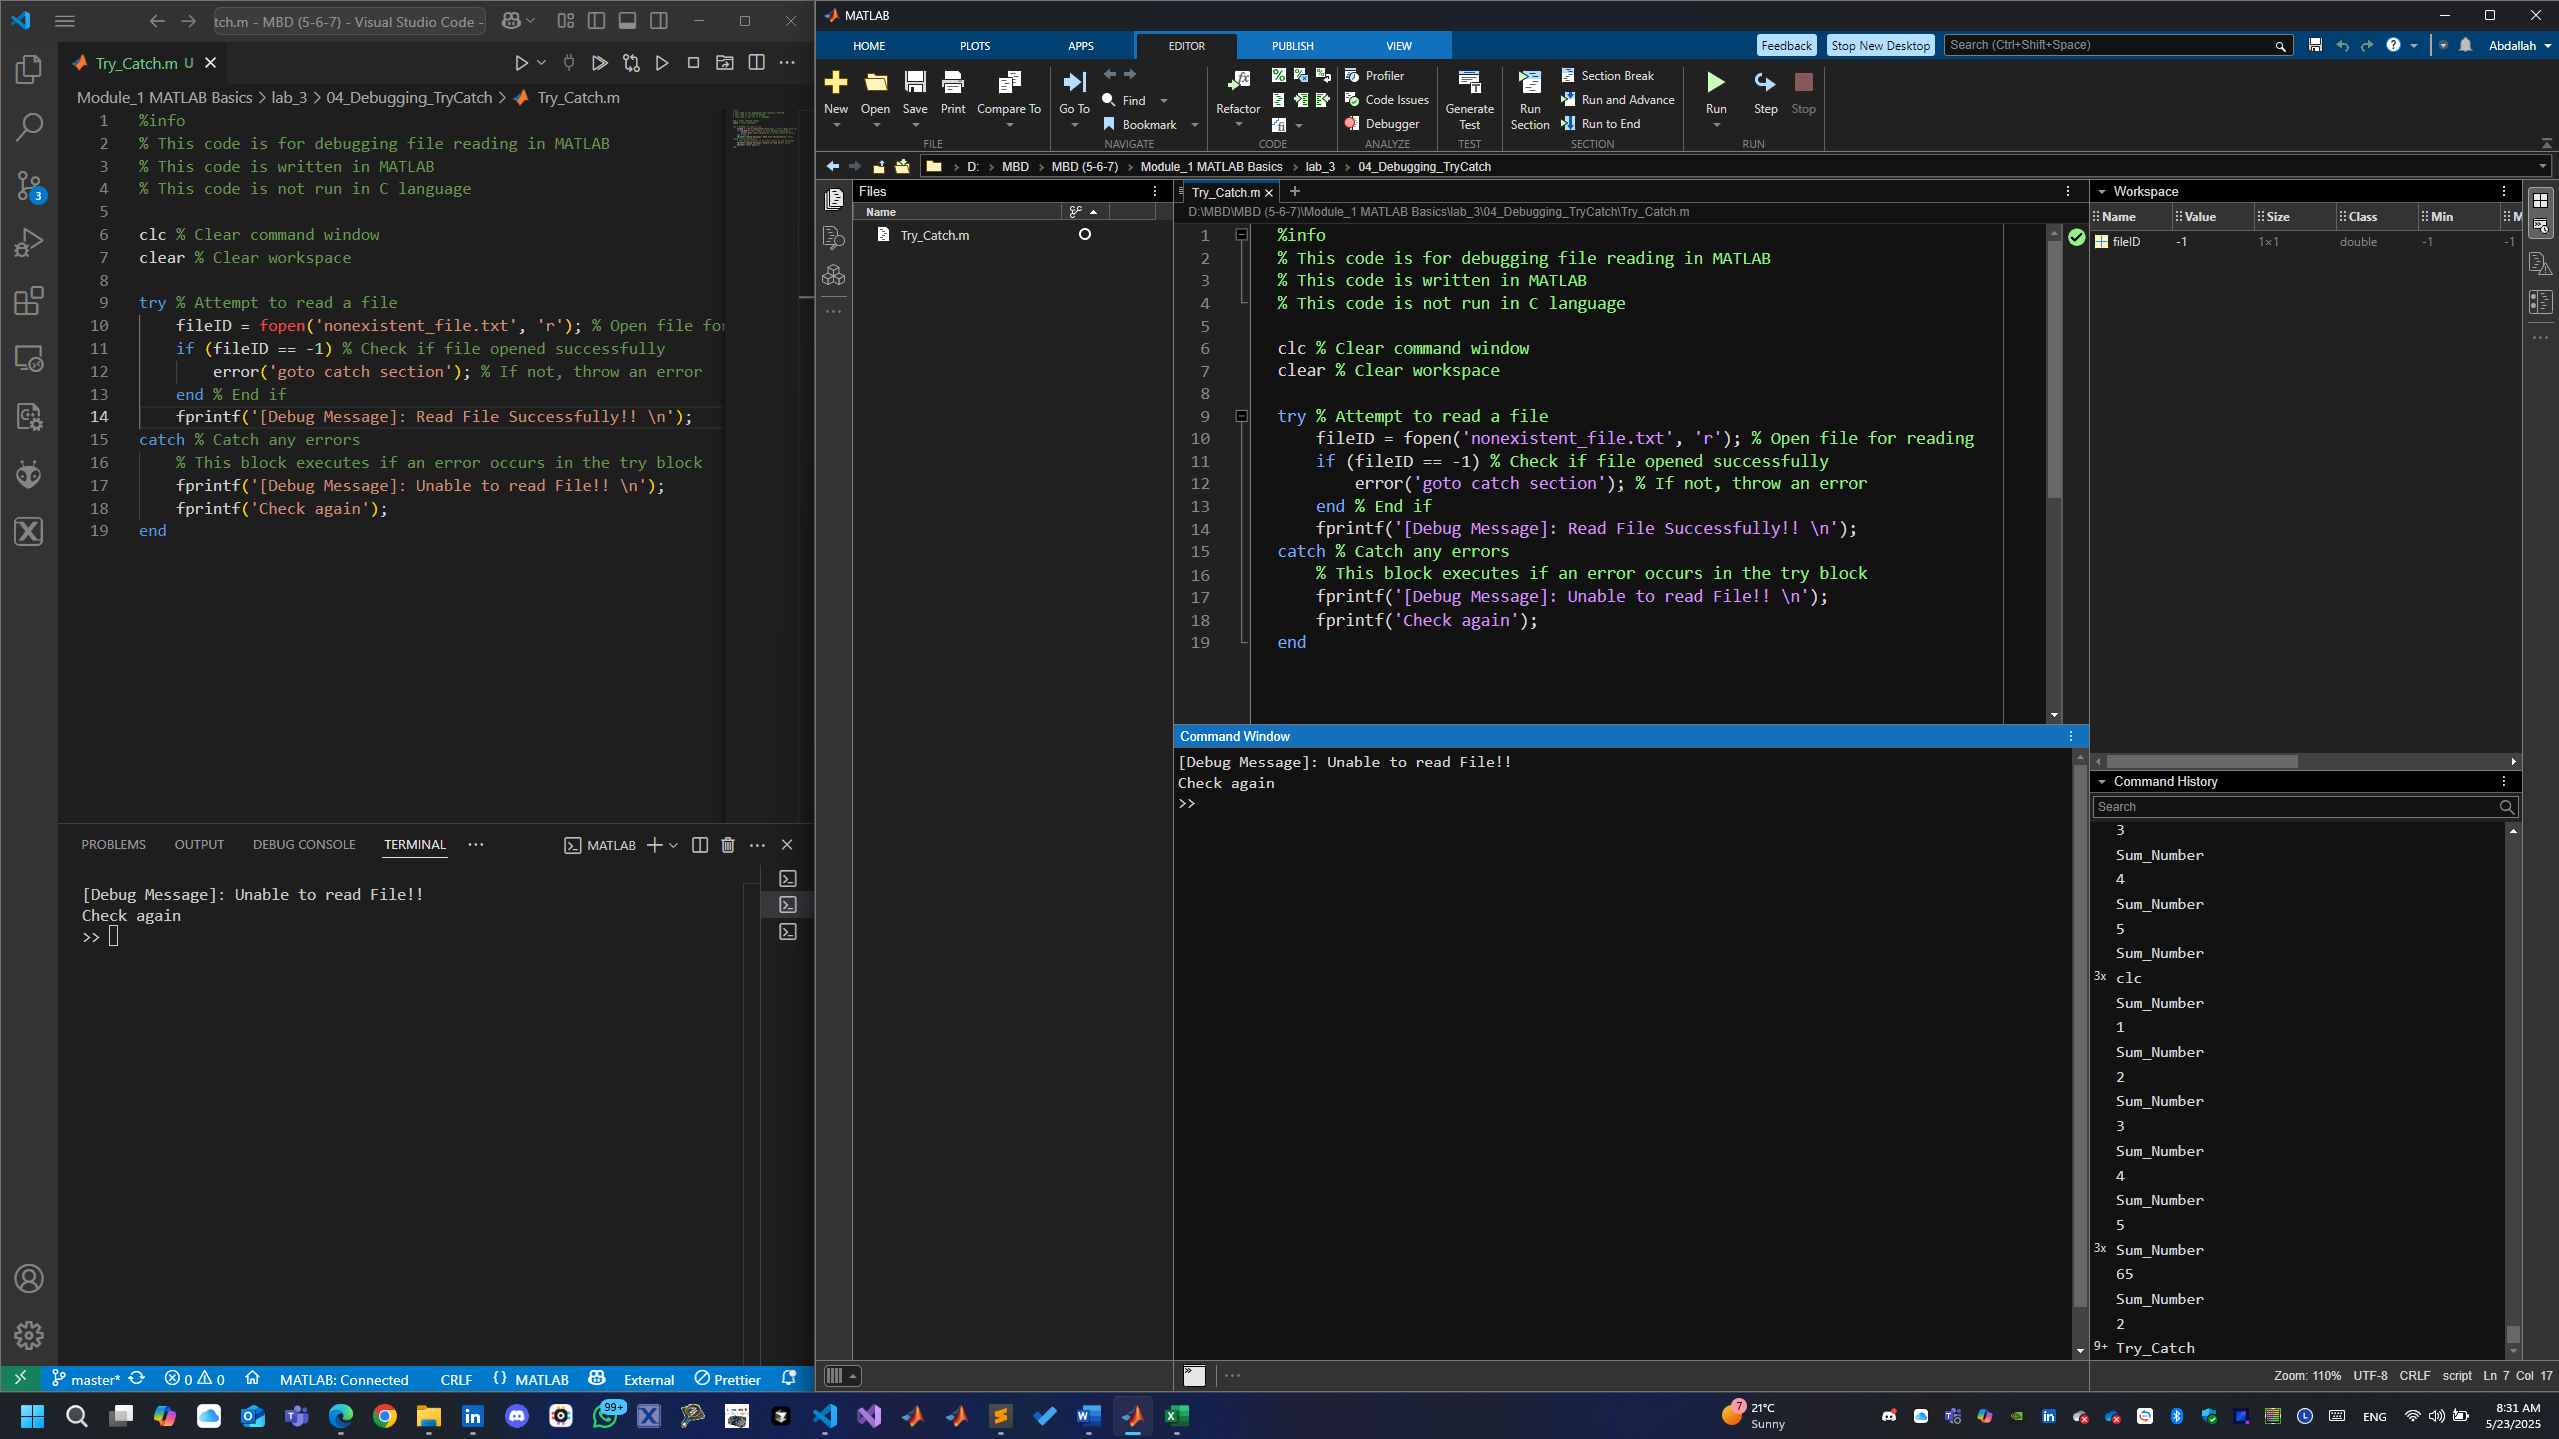 tch.m - MBD (5-6-7) - Visual Studio Code -
Try_Catch.m U
Module_1 MATLAB Basics > lab_3 > 04_Debugging_TryCatch > Try_Catch.m
1 %info
2 % This code is for debugging file reading in MATLAB
3 % This code is written in MATLAB
4 % This code is not run in C language
5
6 clc % Clear command window
7 clear % Clear workspace
8
9 try % Attempt to read a file
10 fileID = fopen('nonexistent_file.txt', 'r'); % Open file for
11 if (fileID == -1) % Check if file opened successfully
12 error('goto catch section'); % If not, throw an error
13 end % End if
14 fprintf('[Debug Message]: Read File Successfully!! \n');
15 catch % Catch any errors
16 % This block executes if an error occurs in the try block
17 fprintf('[Debug Message]: Unable to read File!! \n');
18 fprintf('Check again');
19 end
3
PROBLEMS OUTPUT DEBUG CONSOLE TERMINAL ··· MATLAB
[Debug Message]: Unable to read File!!
Check again
>>
master* 0 0 MATLAB: Connected CRLF {} MATLAB External Prettier
MATLAB
HOME PLOTS APPS EDITOR PUBLISH VIEW
Feedback Stop New Desktop Search (Ctrl+Shift+Space) Abdallah
New Open Save Print Compare To
FILE
Go To Find Bookmark
NAVIGATE
Refactor
CODE
Profiler
Code Issues
Debugger
ANALYZE
Generate
Test
TEST
Run
Section
Section Break
Run and Advance
Run to End
SECTION
Run Step Stop
RUN
D: > MBD > MBD (5-6-7) > Module_1 MATLAB Basics > lab_3 > 04_Debugging_TryCatch
Files
Name
Try_Catch.m
Try_Catch.m
D:\MBD\MBD (5-6-7)\Module_1 MATLAB Basics\lab_3\04_Debugging_TryCatch\Try_Catch.m
1 %info
2 % This code is for debugging file reading in MATLAB
3 % This code is written in MATLAB
4 % This code is not run in C language
5
6 clc % Clear command window
7 clear % Clear workspace
8
9 try % Attempt to read a file
10 fileID = fopen('nonexistent_file.txt', 'r'); % Open file for reading
11 if (fileID == -1) % Check if file opened successfully
12 error('goto catch section'); % If not, throw an error
13 end % End if
14 fprintf('[Debug Message]: Read File Successfully!! \n');
15 catch % Catch any errors
16 % This block executes if an error occurs in the try block
17 fprintf('[Debug Message]: Unable to read File!! \n');
18 fprintf('Check again');
19 end
Command Window
[Debug Message]: Unable to read File!!
Check again
>>
Workspace
Name Value Size Class Min M
fileID -1 1×1 double -1 -1
Command History
Search
3
Sum_Number
4
Sum_Number
5
Sum_Number
3x clc
Sum_Number
1
Sum_Number
2
Sum_Number
3
Sum_Number
4
Sum_Number
5
3x Sum_Number
65
Sum_Number
2
9+ Try_Catch
Zoom: 110% UTF-8 CRLF script Ln 7 Col 17
99+
7
21°C
Sunny
ENG
8:31 AM
5/23/2025